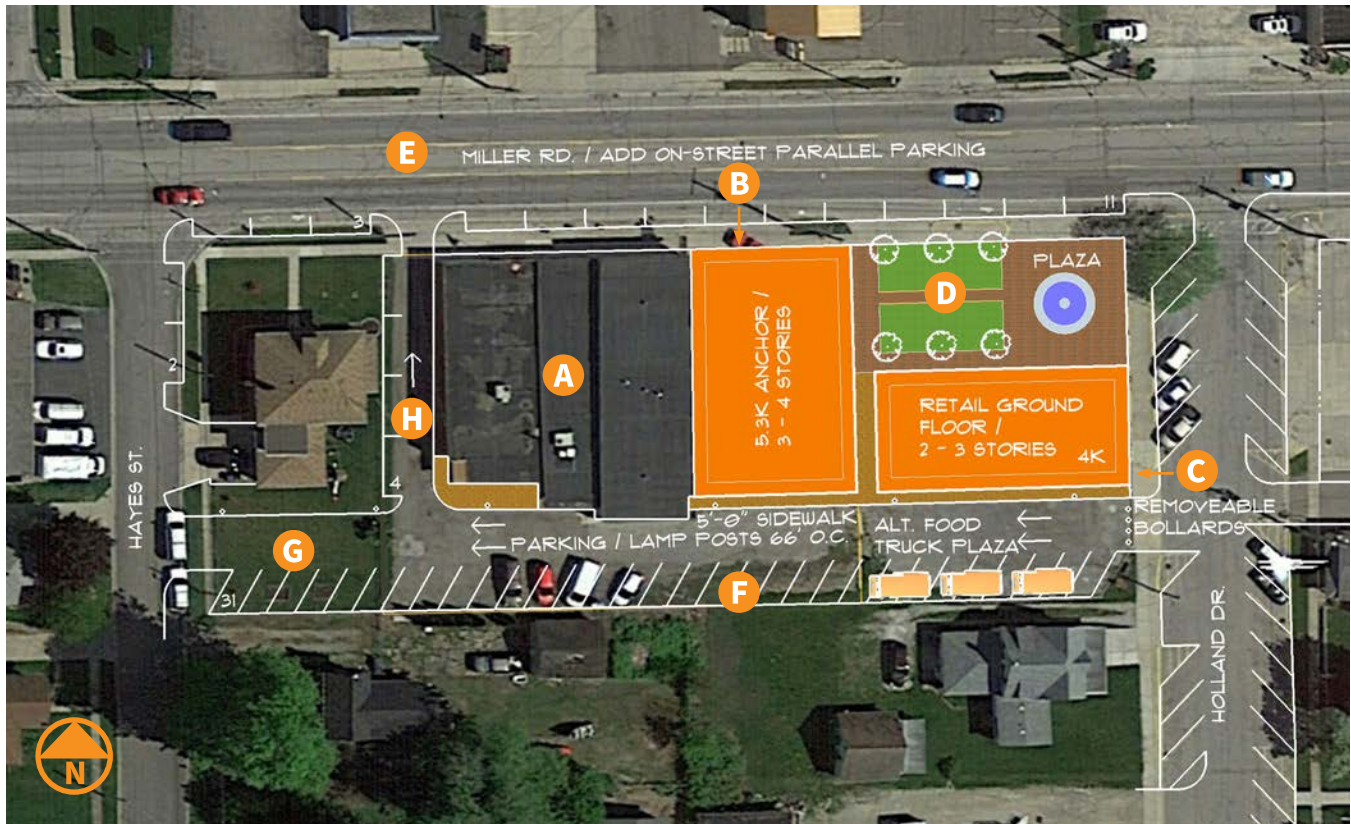 E
MILLER RD. / ADD ON-STREET PARALLEL PARKING
B
3
11
PLAZA
D
5.3K ANCHOR /
3 - 4 STORIES
A
2
H
RETAIL GROUND
FLOOR /
2 - 3 STORIES
4K
C
HAYES ST.
4
5'-0" SIDEWALK
PARKING / LAMP POSTS 66' O.C.
ALT. FOOD
TRUCK PLAZA
REMOVEABLE
BOLLARDS
G
31
F
HOLLAND DR.
N